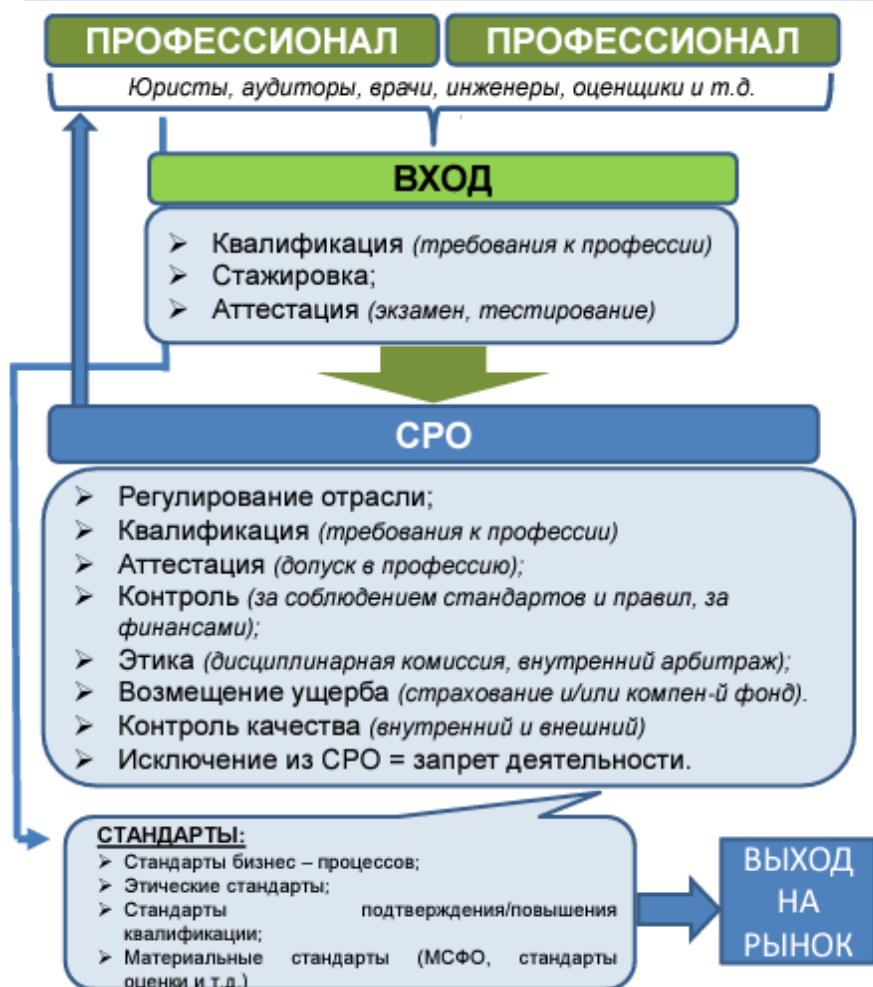 ПРОФЕССИОНАЛ ПРОФЕССИОНАЛ
Юристы, аудиторы, врачи, инженеры, оценщики и т.д.
ВХОД
➢ Квалификация (требования к профессии)
➢ Стажировка;
➢ Аттестация (экзамен, тестирование)
СРО
➢ Регулирование отрасли;
➢ Квалификация (требования к профессии)
➢ Аттестация (допуск в профессию);
➢ Контроль (за соблюдением стандартов и правил, за
финансами);
➢ Этика (дисциплинарная комиссия, внутренний арбитраж);
➢ Возмещение ущерба (страхование и/или компен-й фонд).
➢ Контроль качества (внутренний и внешний)
➢ Исключение из СРО = запрет деятельности.
СТАНДАРТЫ:
➢ Стандарты бизнес – процессов;
➢ Этические стандарты;
➢ Стандарты подтверждения/повышения
квалификации;
➢ Материальные стандарты (МСФО, стандарты
оценки и т.д.)
ВЫХОД
НА
РЫНОК